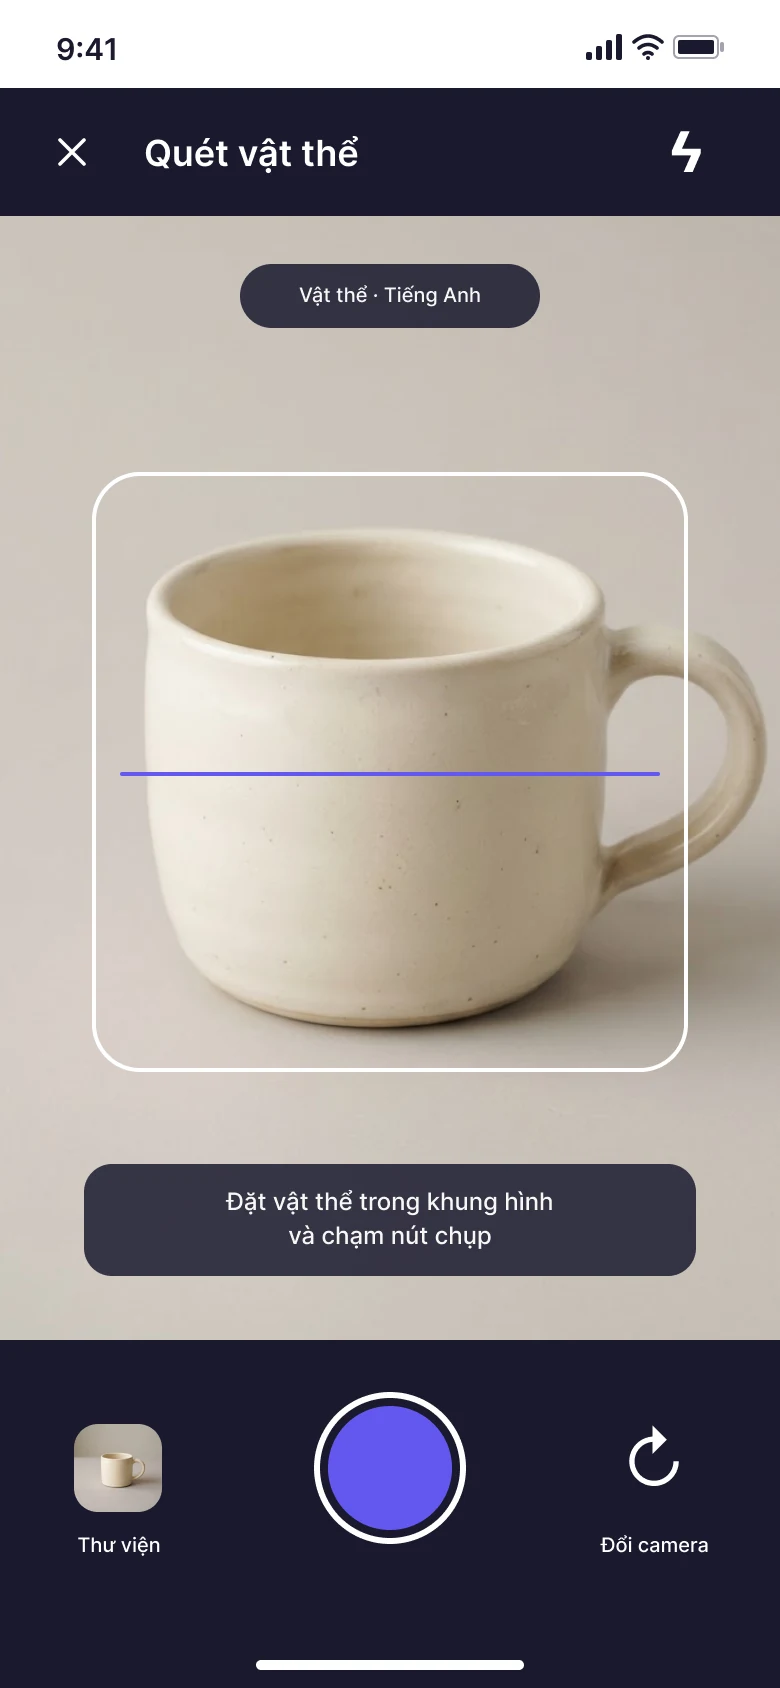 9:41
Quét vật thể
Vật thể · Tiếng Anh
Đặt vật thể trong khung hình
và chạm nút chụp
Thư viện
Đổi camera